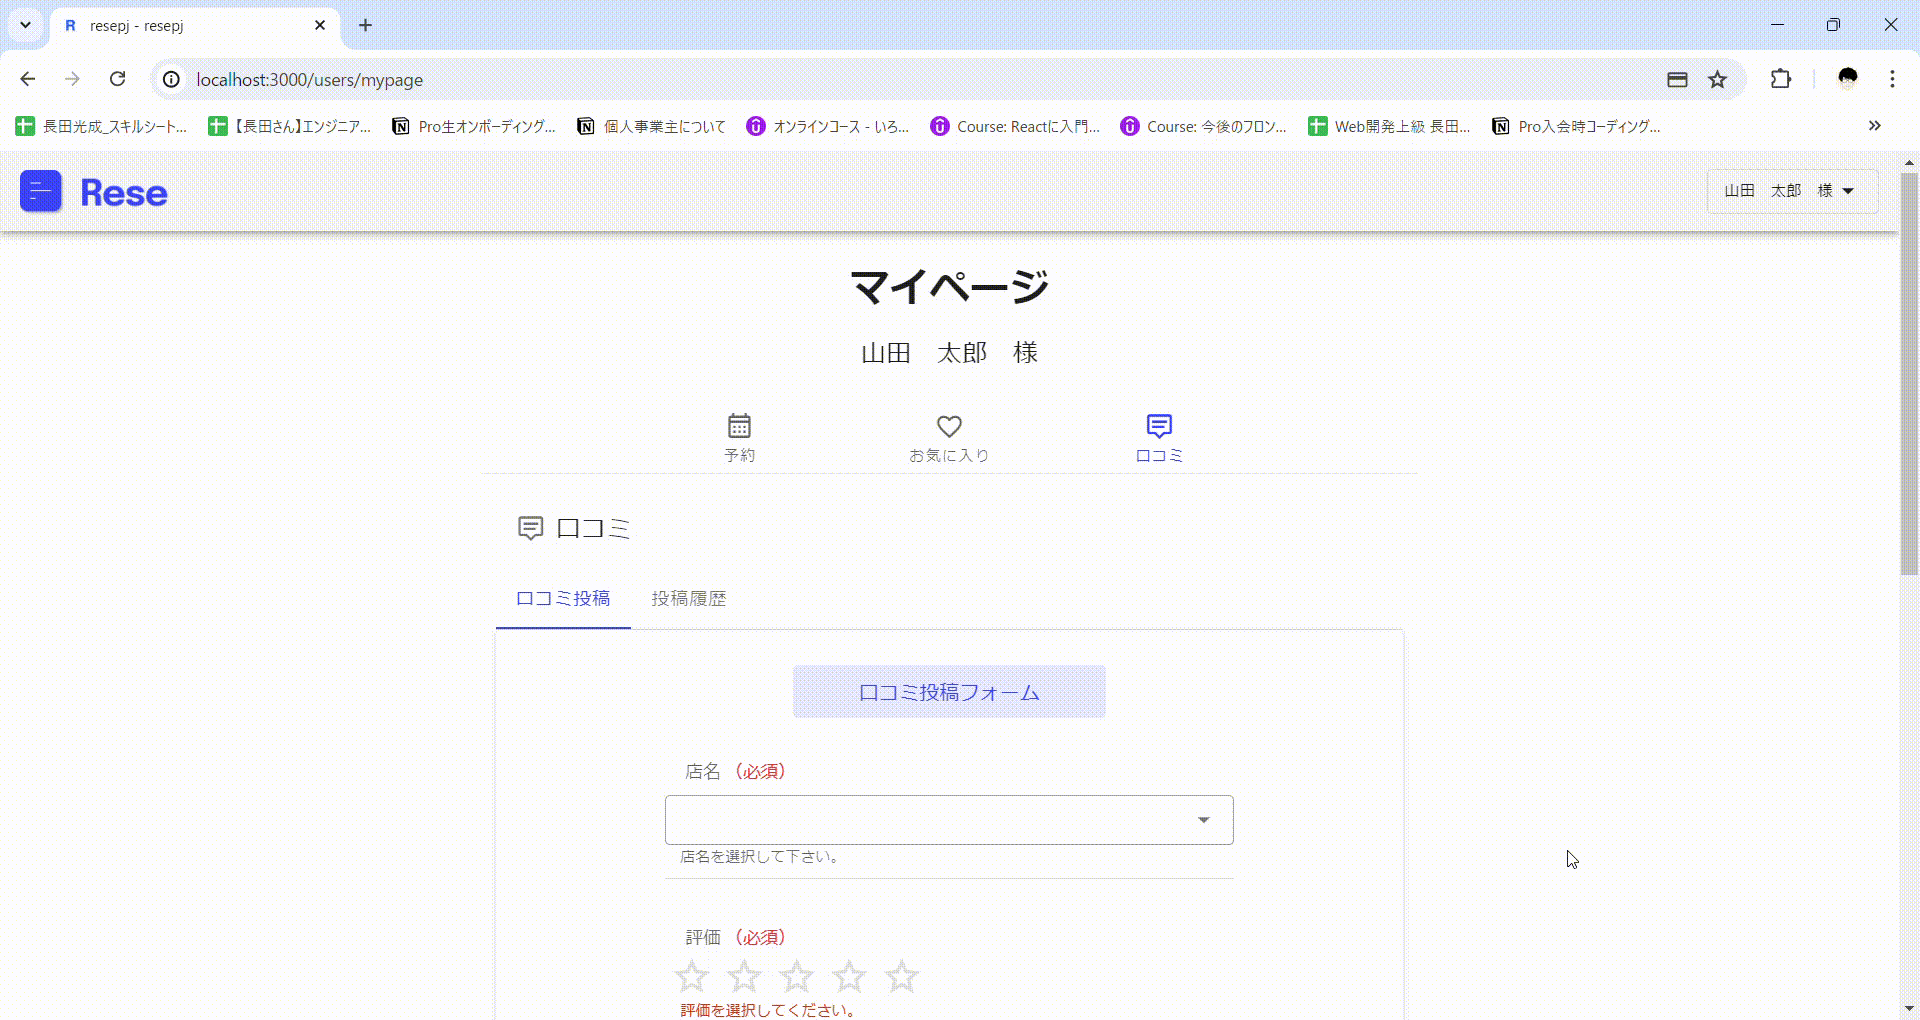 resepj - resepj
localhost:3000/users/mypage
長田光成_スキルシート...
【長田さん】エンジニア...
Pro生オンボーディング...
個人事業主について
オンラインコース - いろ...
Course: Reactに入門...
Course: 今後のフロン...
Web開発上級 長田...
Pro入会時コーディング...
Rese
山田　太郎　様
マイページ
山田　太郎　様
予約
お気に入り
口コミ
口コミ
口コミ投稿
投稿履歴
口コミ投稿フォーム
店名 （必須）
店名を選択して下さい。
評価 （必須）
評価を選択してください。